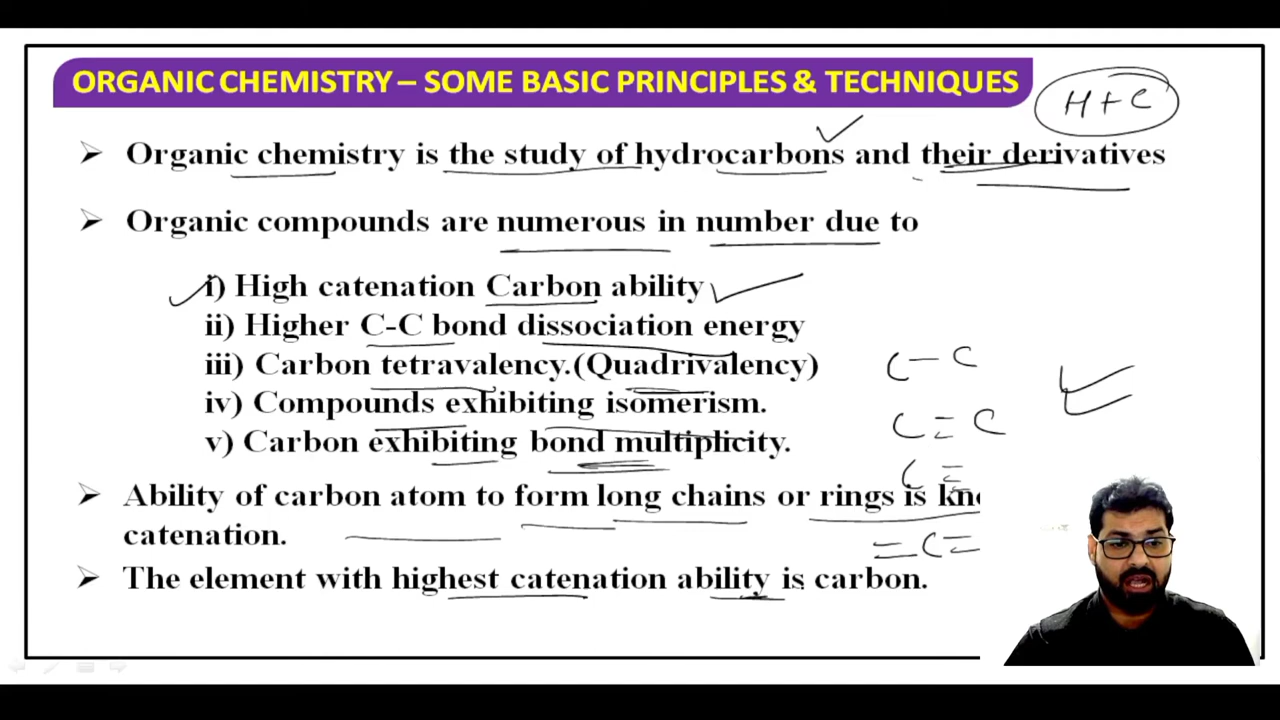 ORGANIC CHEMISTRY – SOME BASIC PRINCIPLES & TECHNIQUES
H + C
➢ Organic chemistry is the study of hydrocarbons and their derivatives
➢ Organic compounds are numerous in number due to
i) High catenation Carbon ability
ii) Higher C-C bond dissociation energy
iii) Carbon tetravalency.(Quadrivalency)
C – C
iv) Compounds exhibiting isomerism.
C = C
v) Carbon exhibiting bond multiplicity.
C ≡
➢ Ability of carbon atom to form long chains or rings is
catenation.
= C =
➢ The element with highest catenation ability is carbon.